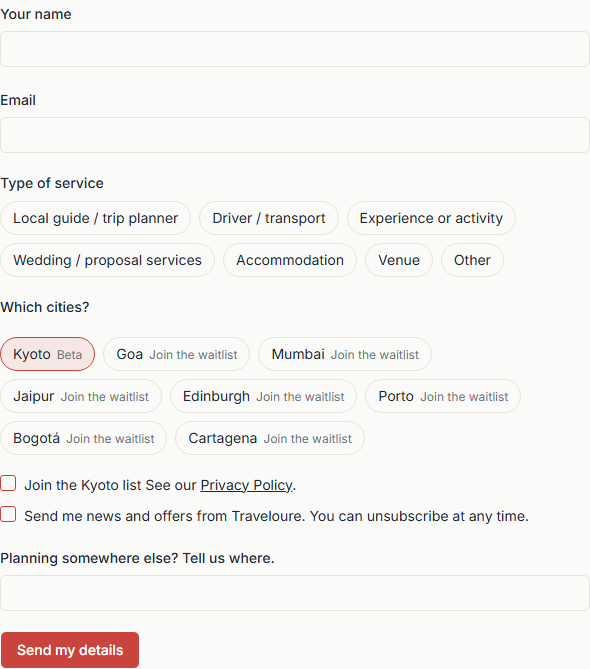 Your name
Email
Type of service
Local guide / trip planner Driver / transport Experience or activity
Wedding / proposal services Accommodation Venue Other
Which cities?
Kyoto Beta Goa Join the waitlist Mumbai Join the waitlist
Jaipur Join the waitlist Edinburgh Join the waitlist Porto Join the waitlist
Bogotá Join the waitlist Cartagena Join the waitlist
Join the Kyoto list See our Privacy Policy.
Send me news and offers from Traveloure. You can unsubscribe at any time.
Planning somewhere else? Tell us where.
Send my details